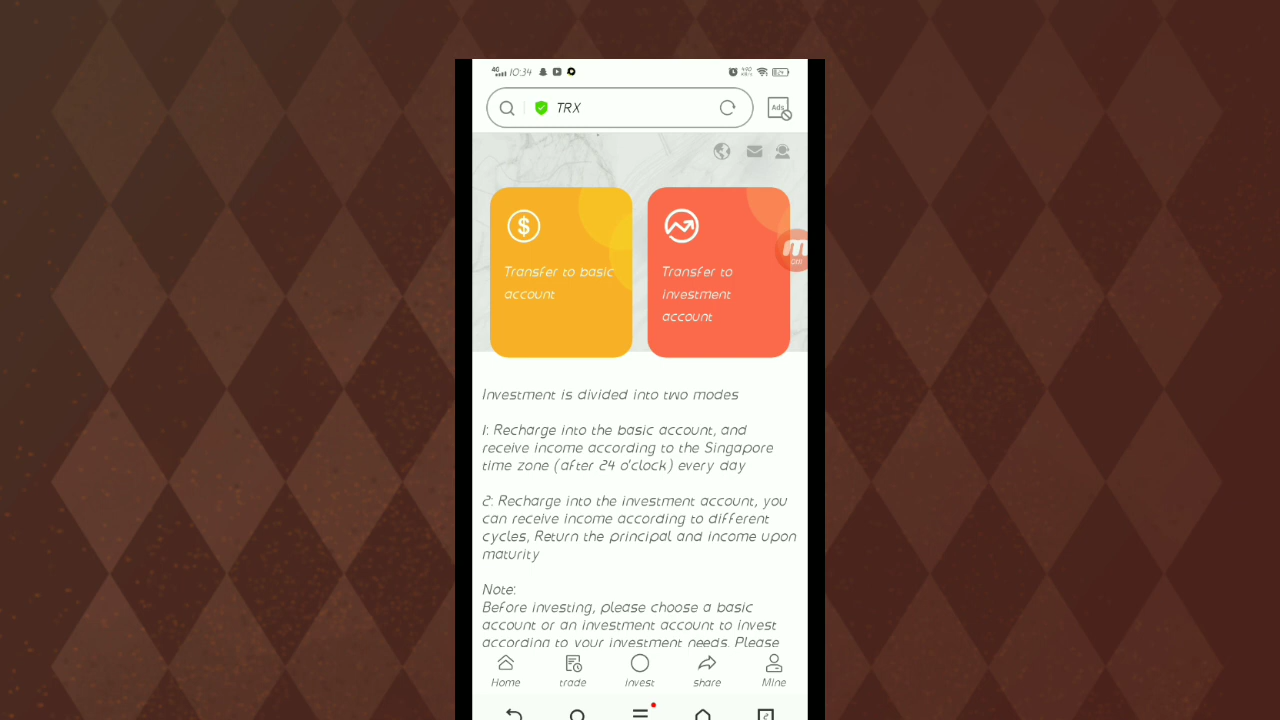 4G 10:34
TRX
Ads
$
Transfer to basic
account
Transfer to
investment
account
Investment is divided into two modes
1: Recharge into the basic account, and
receive income according to the Singapore
time zone (after 24 o'clock) every day
2: Recharge into the investment account, you
can receive income according to different
cycles, Return the principal and income upon
maturity
Note:
Before investing, please choose a basic
account or an investment account to invest
according to your investment needs. Please
Home trade invest share Mine
2